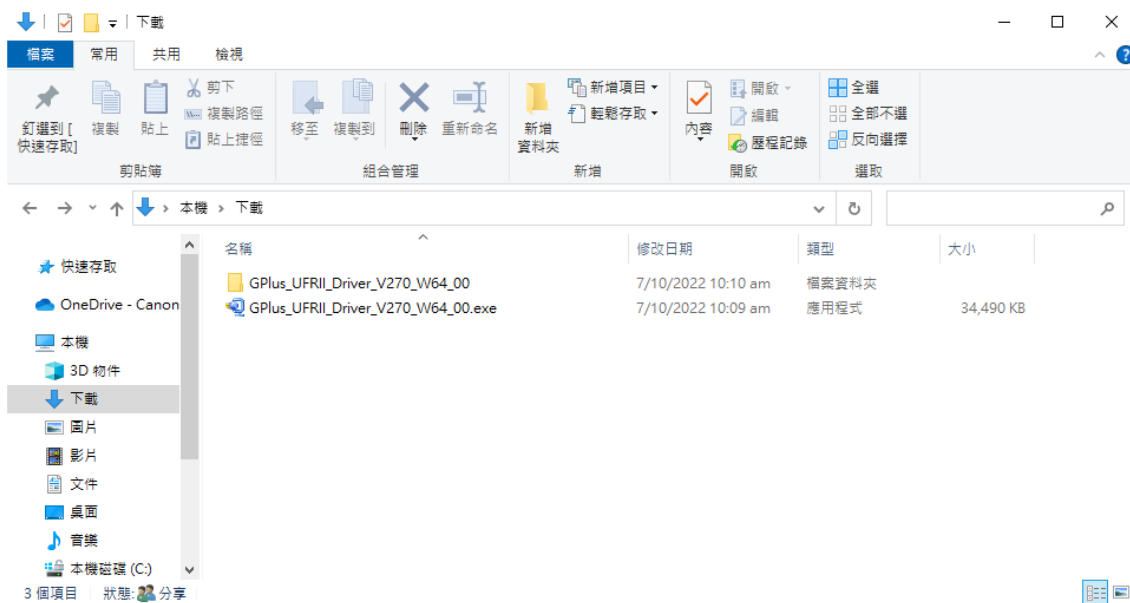 下載
檔案 常用 共用 檢視
釘選到 [快速存取] 複製 貼上 剪下 複製路徑 貼上捷徑
剪貼簿
移至 複製到 刪除 重新命名
組合管理
新增資料夾 新增項目 輕鬆存取
新增
內容 開啟 編輯 歷程記錄
開啟
全選 全部不選 反向選擇
選取
本機 › 下載
名稱 修改日期 類型 大小
GPlus_UFRII_Driver_V270_W64_00 7/10/2022 10:10 am 檔案資料夾
GPlus_UFRII_Driver_V270_W64_00.exe 7/10/2022 10:09 am 應用程式 34,490 KB
快速存取
OneDrive - Canon
本機
3D 物件
下載
圖片
影片
文件
桌面
音樂
本機磁碟 (C:)
3 個項目 狀態: 分享